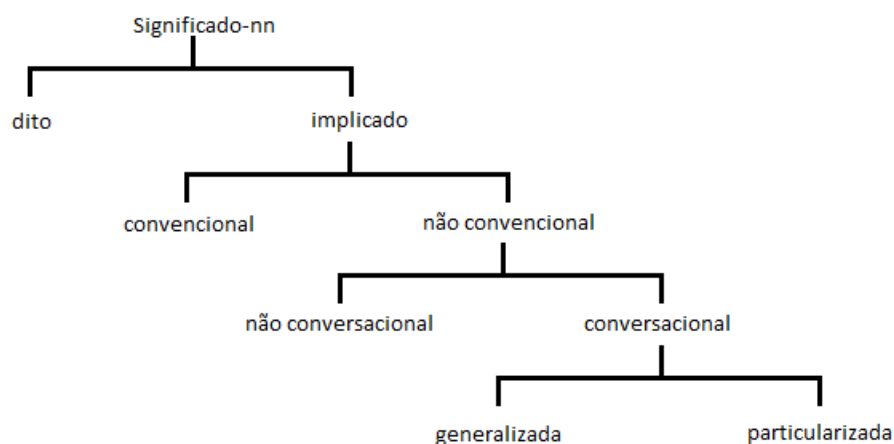 Significado-nn
dito
implicado
convencional
não convencional
não conversacional
conversacional
generalizada
particularizada